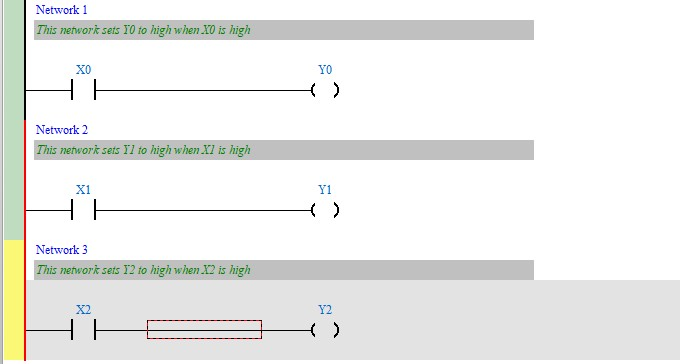 Network 1
This network sets Y0 to high when X0 is high
X0 Y0
Network 2
This network sets Y1 to high when X1 is high
X1 Y1
Network 3
This network sets Y2 to high when X2 is high
X2 Y2